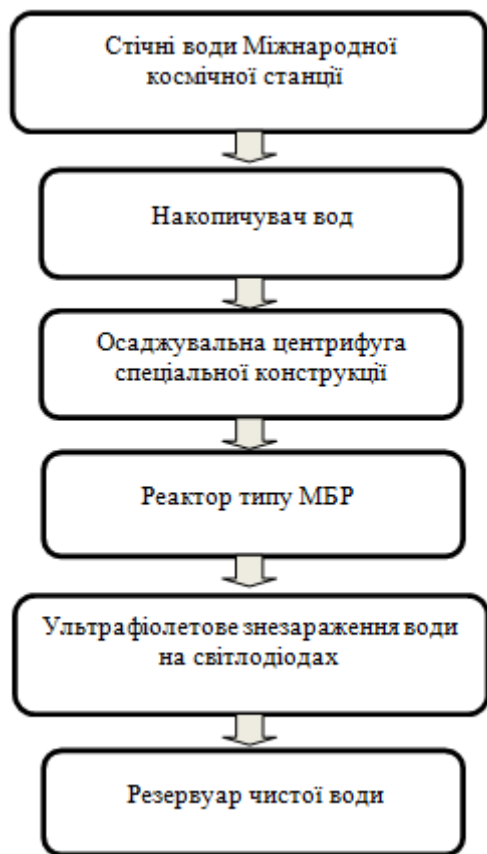 Стічні води Міжнародної
космічної станції
Накопичувач вод
Осаджувальна центрифуга
спеціальної конструкції
Реактор типу МБР
Ультрафіолетове знезараження води
на світлодіодах
Резервуар чистої води